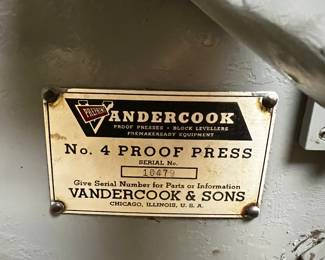 VANDERCOOK
PROOF PRESSES • BLOCK LEVELLERS
PREMAKEREADY EQUIPMENT
No. 4 PROOF PRESS
SERIAL No.
10479
Give Serial Number for Parts or Information
VANDERCOOK & SONS
CHICAGO, ILLINOIS, U. S. A.